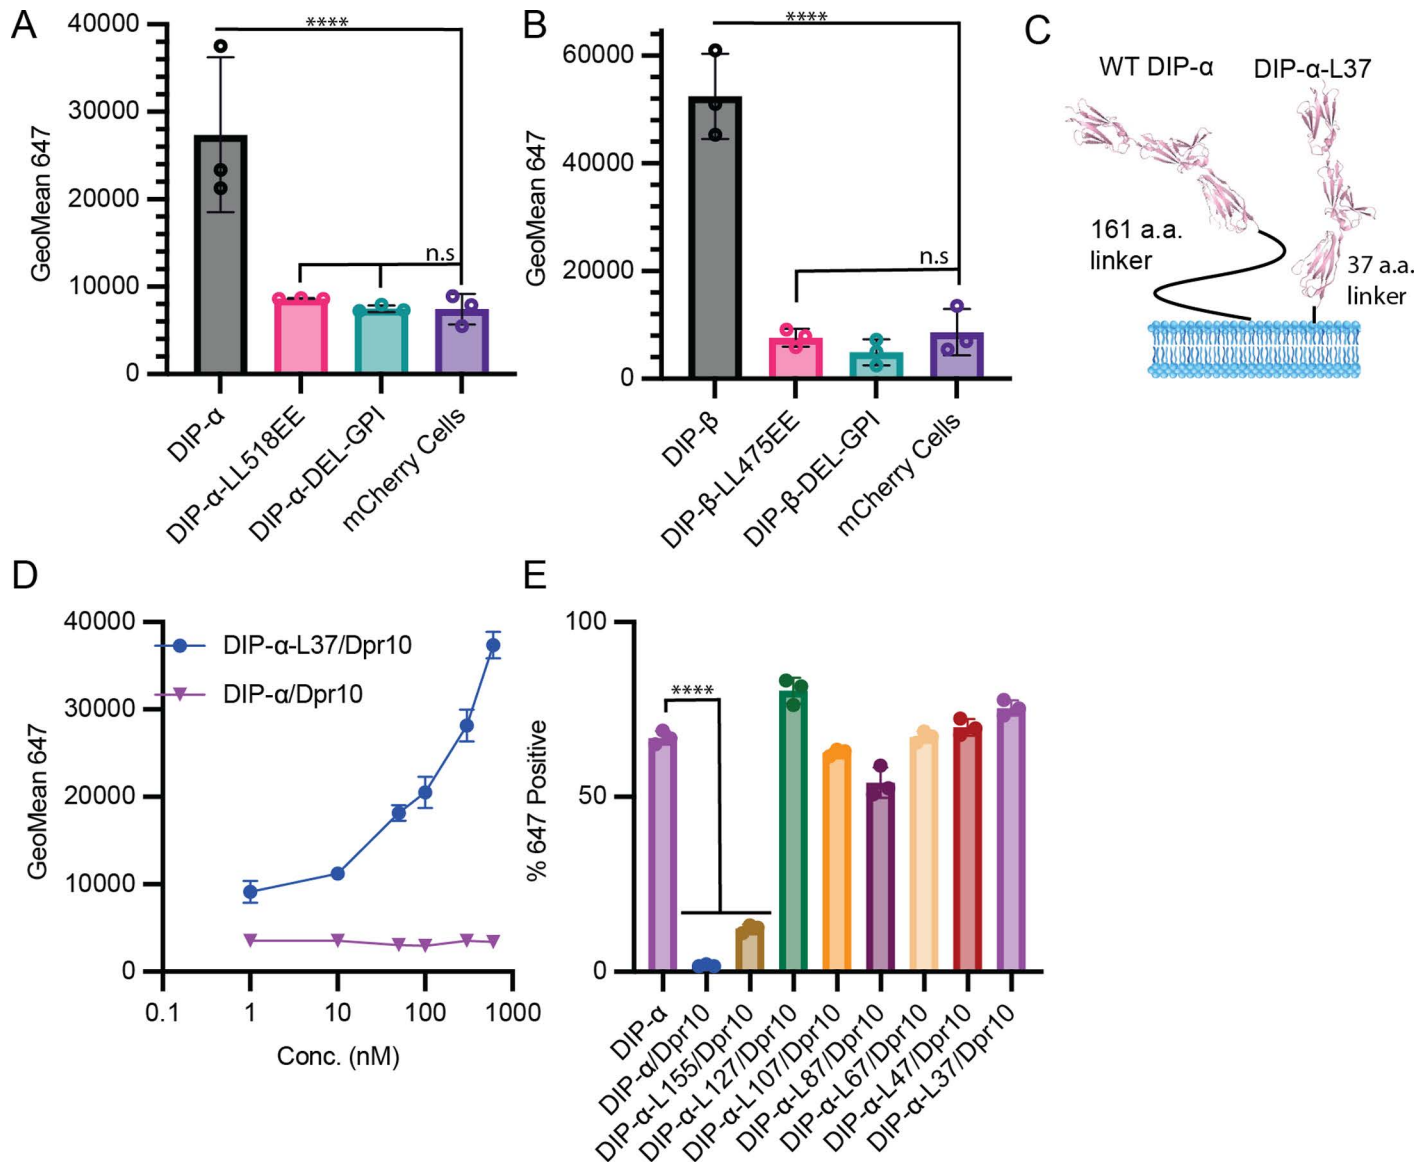 A
GeoMean 647
40000
30000
20000
10000
0
****
n.s
DIP-α
DIP-α-LL518EE
DIP-α-DEL-GPI
mCherry Cells
B
GeoMean 647
60000
40000
20000
0
****
n.s
DIP-β
DIP-β-LL475EE
DIP-β-DEL-GPI
mCherry Cells
C
WT DIP-α
DIP-α-L37
161 a.a.
linker
37 a.a.
linker
D
GeoMean 647
40000
30000
20000
10000
0
DIP-α-L37/Dpr10
DIP-α/Dpr10
0.1
1
10
100
1000
Conc. (nM)
E
% 647 Positive
100
50
0
****
DIP-α
DIP-α/Dpr10
DIP-α-L155/Dpr10
DIP-α-L127/Dpr10
DIP-α-L107/Dpr10
DIP-α-L87/Dpr10
DIP-α-L67/Dpr10
DIP-α-L47/Dpr10
DIP-α-L37/Dpr10